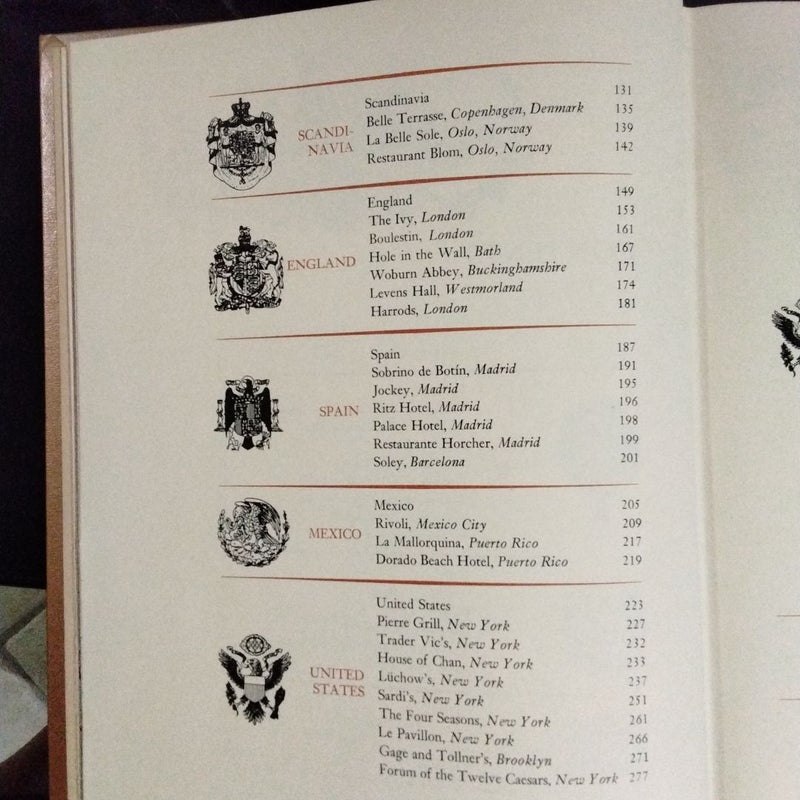 SCANDI-
NAVIA
Scandinavia 131
Belle Terrasse, Copenhagen, Denmark 135
La Belle Sole, Oslo, Norway 139
Restaurant Blom, Oslo, Norway 142
ENGLAND
England 149
The Ivy, London 153
Boulestin, London 161
Hole in the Wall, Bath 167
Woburn Abbey, Buckinghamshire 171
Levens Hall, Westmorland 174
Harrods, London 181
SPAIN
Spain 187
Sobrino de Botín, Madrid 191
Jockey, Madrid 195
Ritz Hotel, Madrid 196
Palace Hotel, Madrid 198
Restaurante Horcher, Madrid 199
Soley, Barcelona 201
MEXICO
Mexico 205
Rivoli, Mexico City 209
La Mallorquina, Puerto Rico 217
Dorado Beach Hotel, Puerto Rico 219
UNITED
STATES
United States 223
Pierre Grill, New York 227
Trader Vic's, New York 232
House of Chan, New York 233
Lüchow's, New York 237
Sardi's, New York 251
The Four Seasons, New York 261
Le Pavillon, New York 266
Gage and Tollner's, Brooklyn 271
Forum of the Twelve Caesars, New York 277